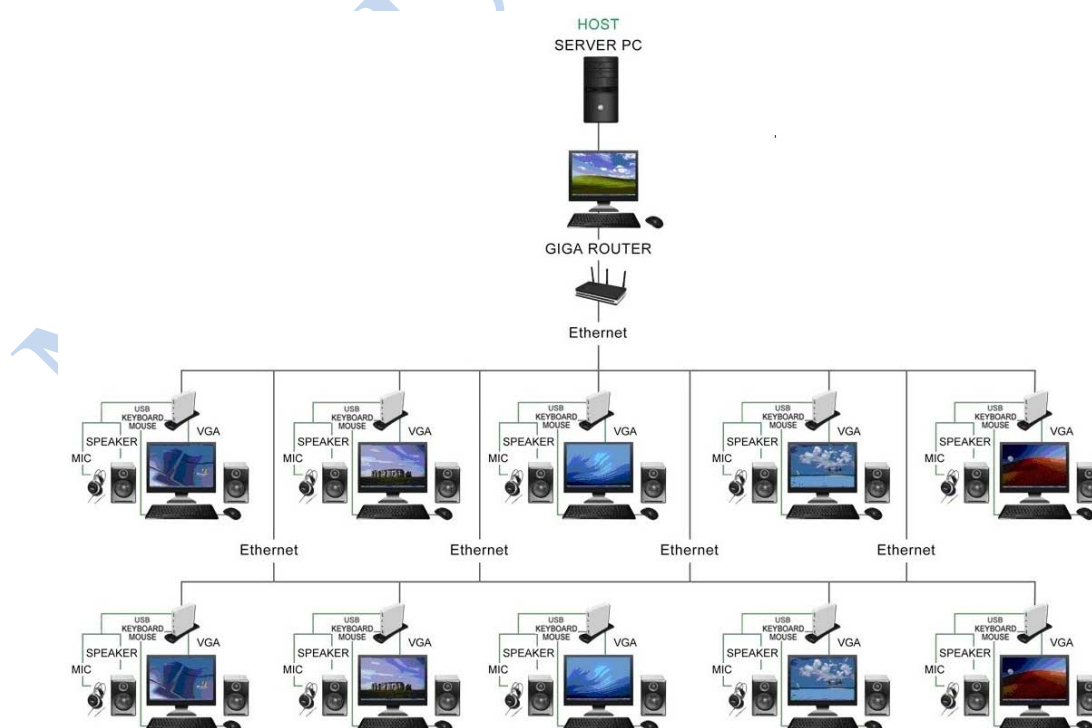 HOST
SERVER PC
GIGA ROUTER
Ethernet
USB
KEYBOARD
MOUSE
VGA
SPEAKER
MIC
USB
KEYBOARD
MOUSE
VGA
SPEAKER
MIC
USB
KEYBOARD
MOUSE
VGA
SPEAKER
MIC
USB
KEYBOARD
MOUSE
VGA
SPEAKER
MIC
USB
KEYBOARD
MOUSE
VGA
SPEAKER
MIC
Ethernet
Ethernet
Ethernet
Ethernet
USB
KEYBOARD
MOUSE
VGA
SPEAKER
MIC
USB
KEYBOARD
MOUSE
VGA
SPEAKER
MIC
USB
KEYBOARD
MOUSE
VGA
SPEAKER
MIC
USB
KEYBOARD
MOUSE
VGA
SPEAKER
MIC
USB
KEYBOARD
MOUSE
VGA
SPEAKER
MIC